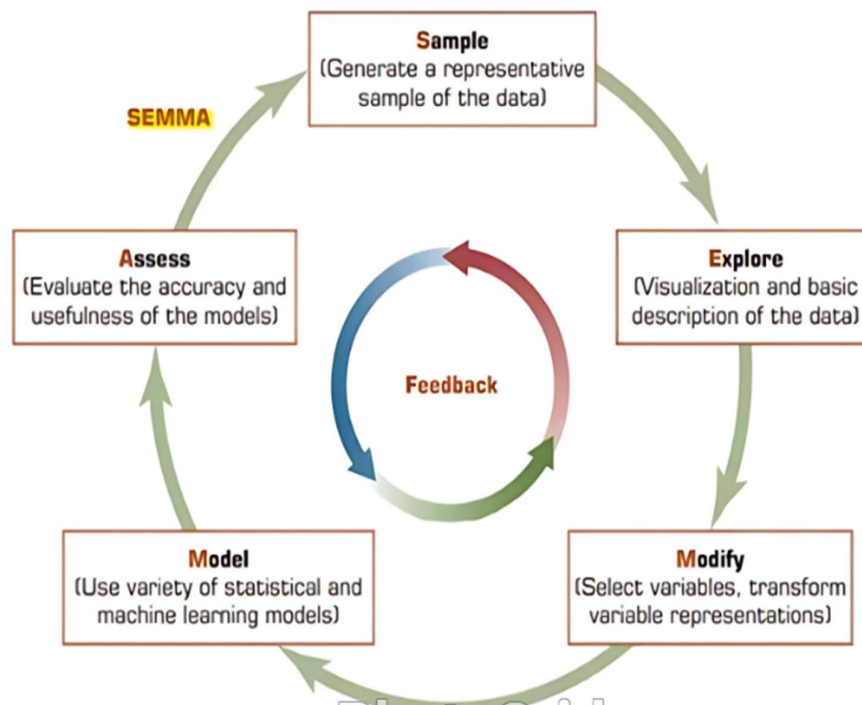 Sample
(Generate a representative
sample of the data)
SEMMA
Assess
(Evaluate the accuracy and
usefulness of the models)
Explore
(Visualization and basic
description of the data)
Feedback
Model
(Use variety of statistical and
machine learning models)
Modify
(Select variables, transform
variable representations)